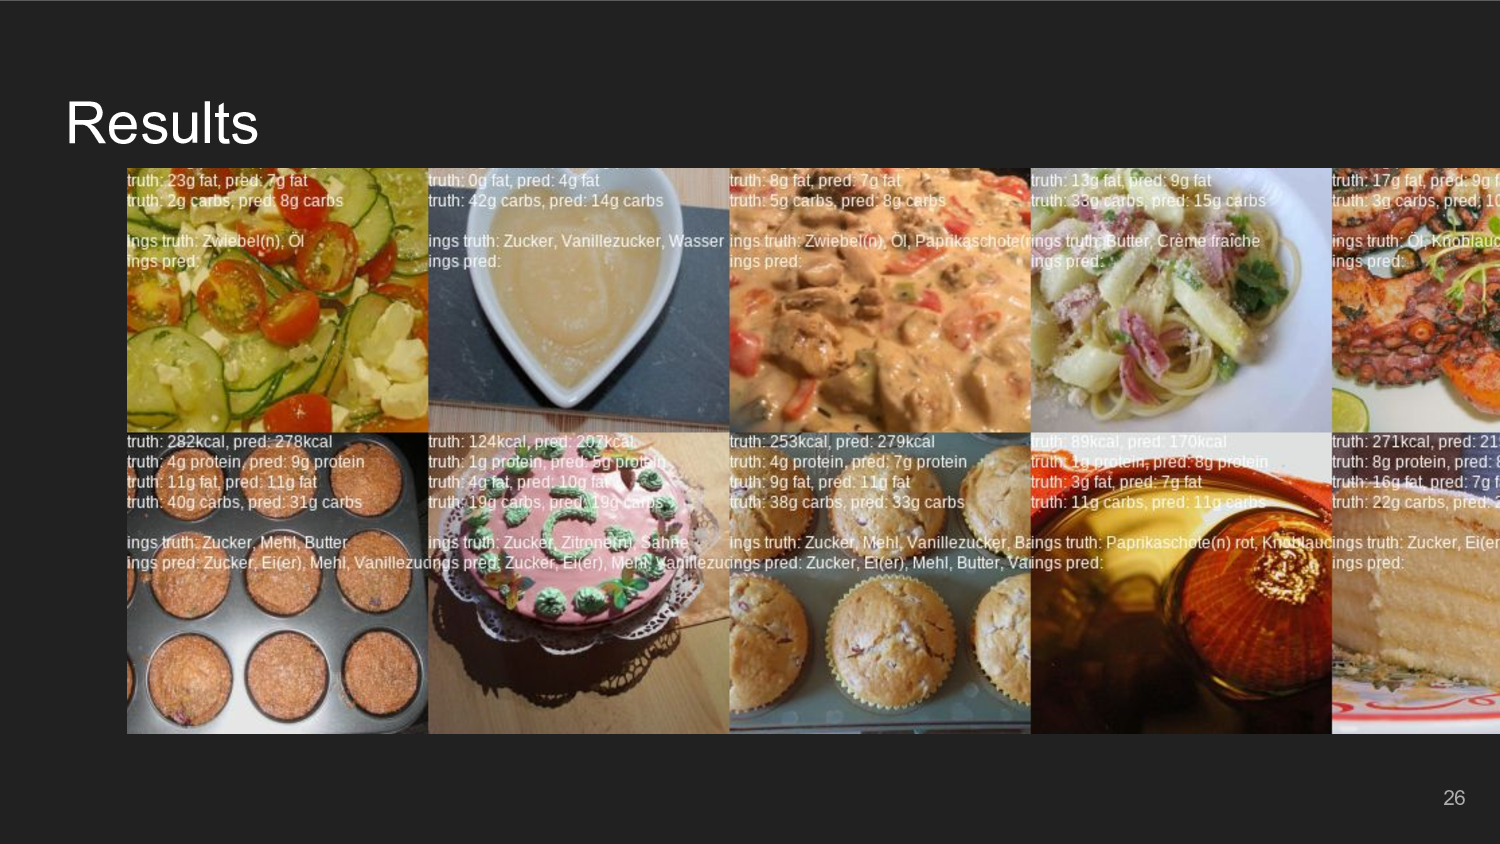 Results
truth: 23g fat, pred: 7g fat
truth: 2g carbs, pred: 8g carbs
ings truth: Zwiebel(n), Öl
ings pred:
truth: 0g fat, pred: 4g fat
truth: 42g carbs, pred: 14g carbs
ings truth: Zucker, Vanillezucker, Wasser
ings pred:
truth: 8g fat, pred: 7g fat
truth: 5g carbs, pred: 8g carbs
ings truth: Zwiebel(n), Öl, Paprikaschote(
ings pred:
truth: 13g fat, pred: 9g fat
truth: 33g carbs, pred: 15g carbs
ings truth: Butter, Crème fraîche
ings pred:
truth: 17g fat, pred: 9g f
truth: 3g carbs, pred: 10
ings truth: Öl, Knoblauc
ings pred:
truth: 282kcal, pred: 278kcal
truth: 4g protein, pred: 9g protein
truth: 11g fat, pred: 11g fat
truth: 40g carbs, pred: 31g carbs
ings truth: Zucker, Mehl, Butter
ings pred: Zucker, Ei(er), Mehl, Vanillezuc
truth: 124kcal, pred: 207kcal
truth: 1g protein, pred: 5g protein
truth: 4g fat, pred: 10g fat
truth: 19g carbs, pred: 19g carbs
ings truth: Zucker, Zitrone(n), Sahne
ings pred: Zucker, Ei(er), Mehl, Vanillezuc
truth: 253kcal, pred: 279kcal
truth: 4g protein, pred: 7g protein
truth: 9g fat, pred: 11g fat
truth: 38g carbs, pred: 33g carbs
ings truth: Zucker, Mehl, Vanillezucker, Ba
ings pred: Zucker, Ei(er), Mehl, Butter, Va
truth: 89kcal, pred: 170kcal
truth: 1g protein, pred: 8g protein
truth: 3g fat, pred: 7g fat
truth: 11g carbs, pred: 11g carbs
ings truth: Paprikaschote(n) rot, Knoblauc
ings pred:
truth: 271kcal, pred: 21
truth: 8g protein, pred:
truth: 16g fat, pred: 7g f
truth: 22g carbs, pred:
ings truth: Zucker, Ei(er
ings pred:
26